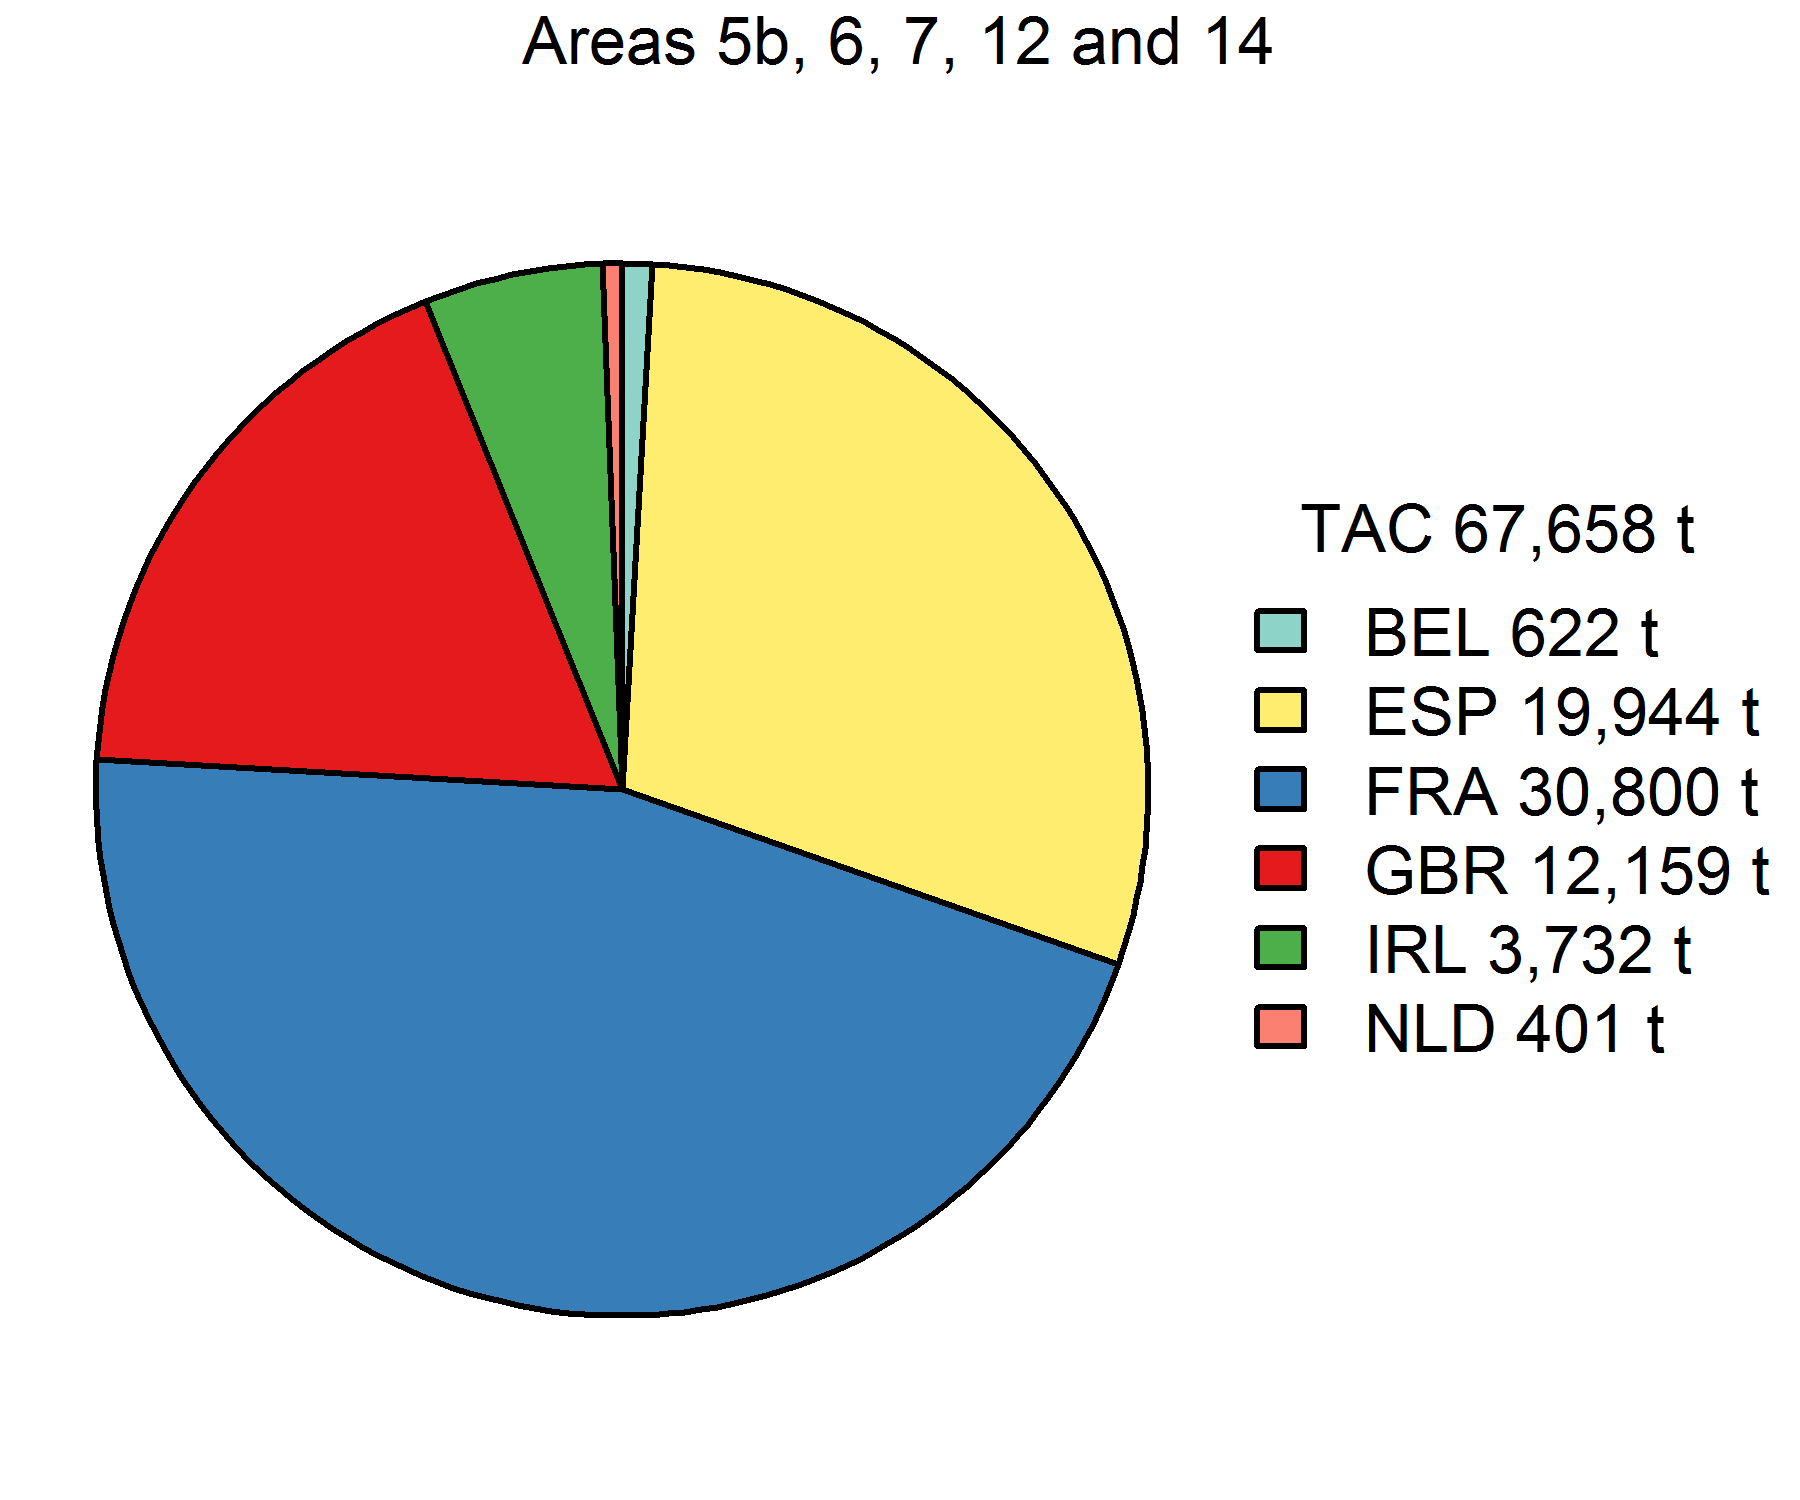 Areas 5b, 6, 7, 12 and 14
TAC 67,658 t
BEL 622 t
ESP 19,944 t
FRA 30,800 t
GBR 12,159 t
IRL 3,732 t
NLD 401 t